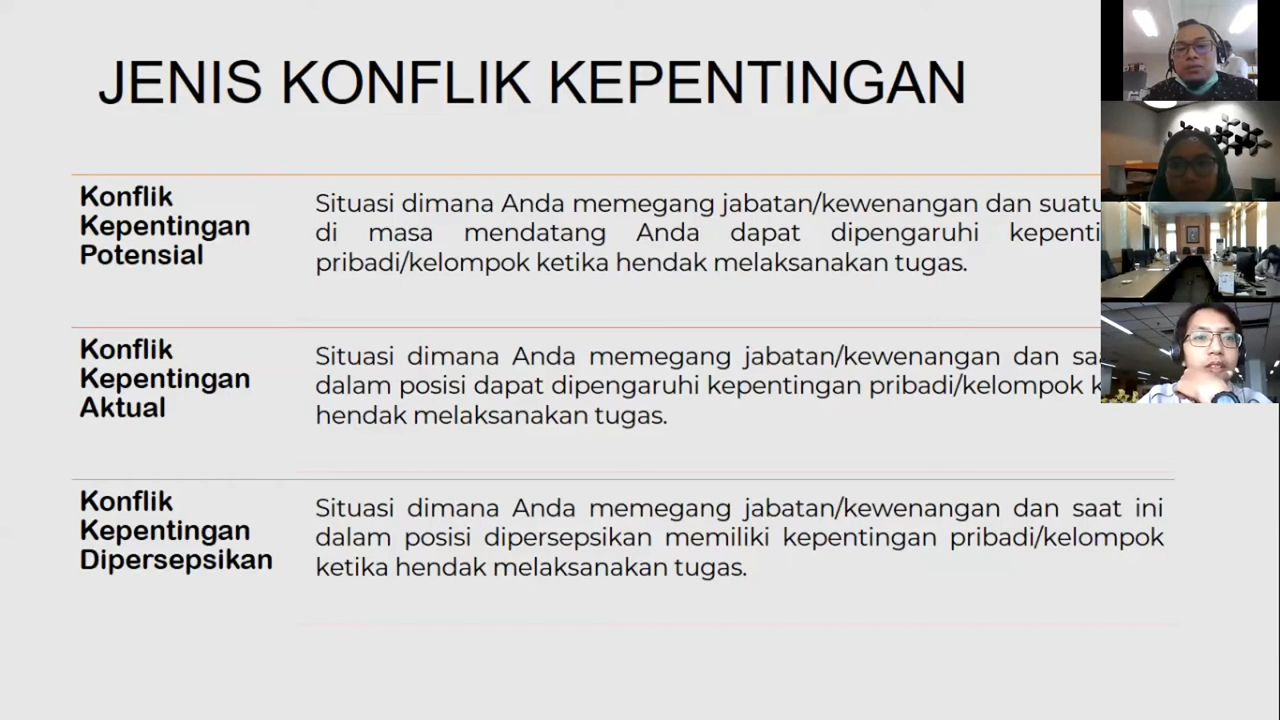 JENIS KONFLIK KEPENTINGAN
Konflik
Kepentingan
Potensial
Situasi dimana Anda memegang jabatan/kewenangan dan suatu
di masa mendatang Anda dapat dipengaruhi
pribadi/kelompok ketika hendak melaksanakan tugas.
Konflik
Kepentingan
Aktual
Situasi dimana Anda memegang jabatan/kewenangan dan
dalam posisi dapat dipengaruhi kepentingan pribadi/kelompok
hendak melaksanakan tugas.
Konflik
Kepentingan
Dipersepsikan
Situasi dimana Anda memegang jabatan/kewenangan dan saat ini
dalam posisi dipersepsikan memiliki kepentingan pribadi/kelompok
ketika hendak melaksanakan tugas.